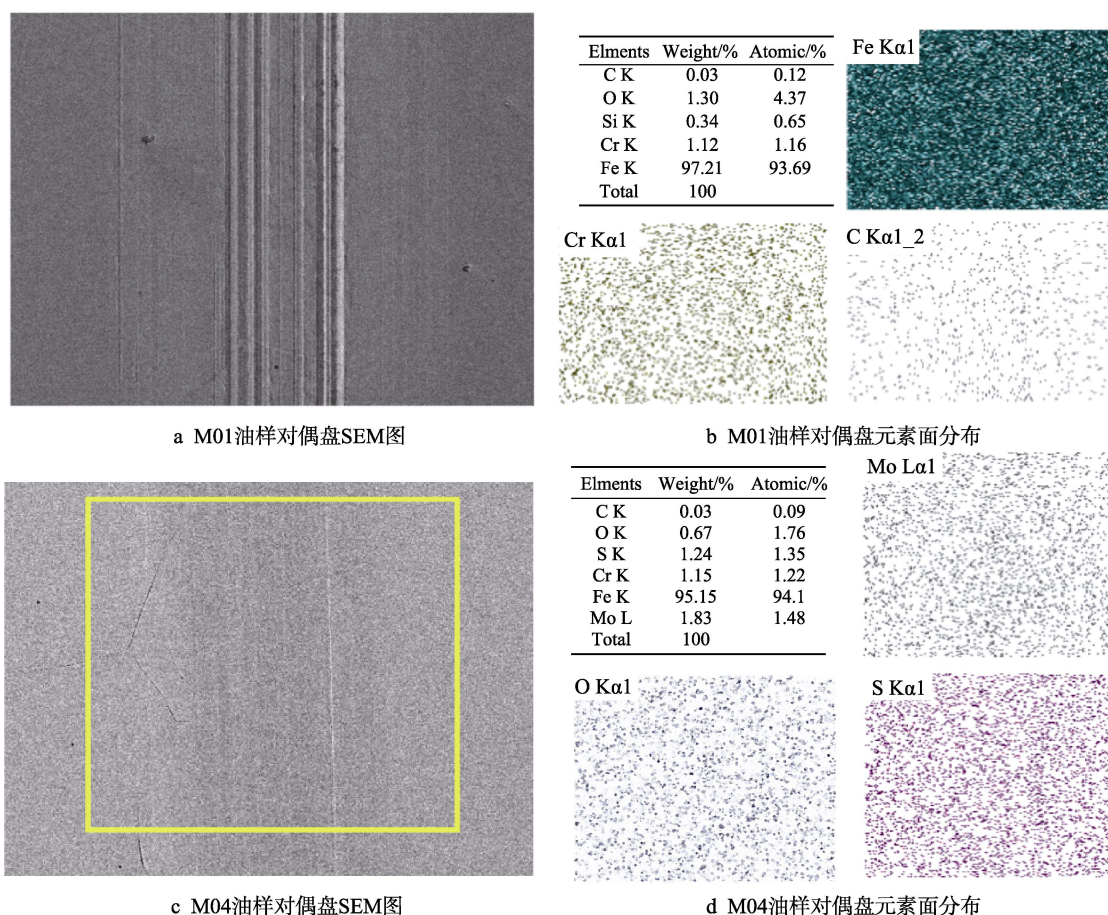 Elments Weight/% Atomic/%
C K 0.03 0.12
O K 1.30 4.37
Si K 0.34 0.65
Cr K 1.12 1.16
Fe K 97.21 93.69
Total 100
Fe Kα1
Cr Kα1
C Kα1_2
a M01油样对偶盘SEM图
b M01油样对偶盘元素面分布
Elments Weight/% Atomic/%
C K 0.03 0.09
O K 0.67 1.76
S K 1.24 1.35
Cr K 1.15 1.22
Fe K 95.15 94.1
Mo L 1.83 1.48
Total 100
Mo Lα1
O Kα1
S Kα1
c M04油样对偶盘SEM图
d M04油样对偶盘元素面分布